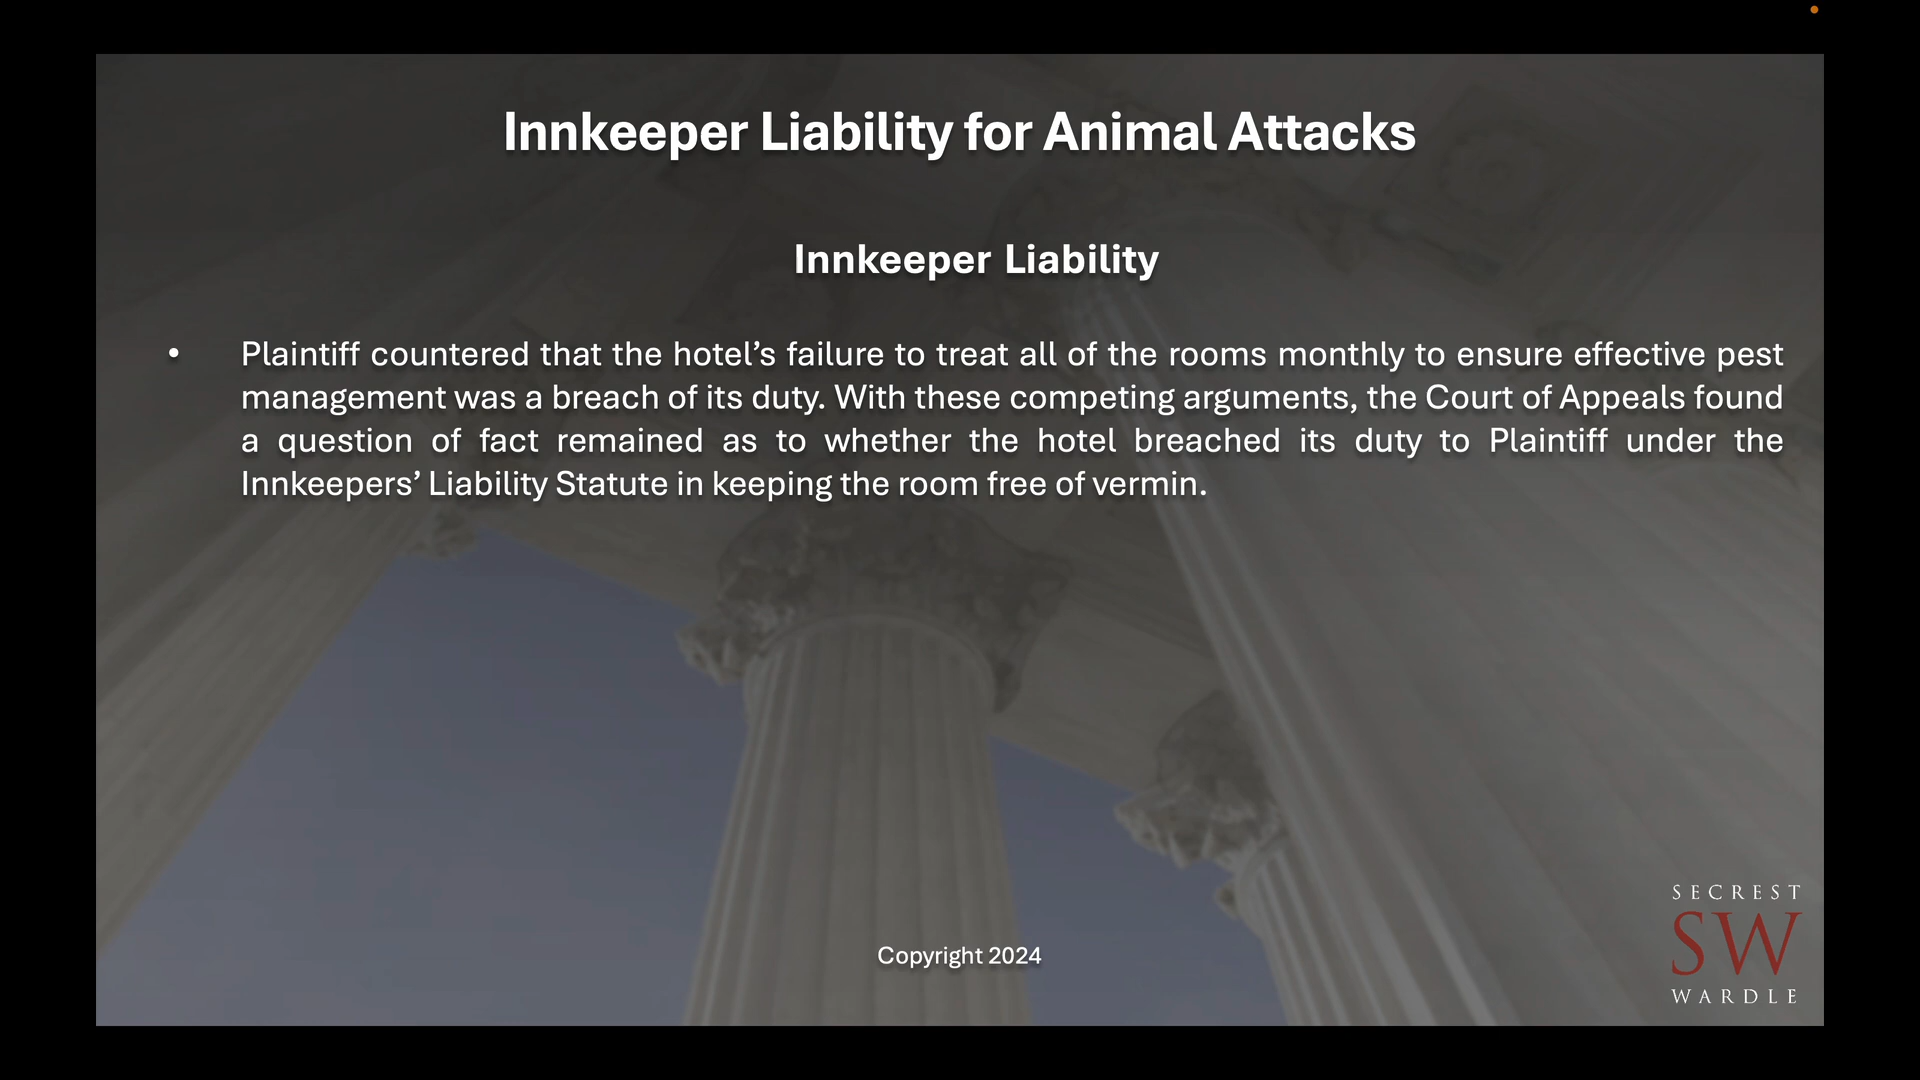 Innkeeper Liability for Animal Attacks
Innkeeper Liability
• Plaintiff countered that the hotel’s failure to treat all of the rooms monthly to ensure effective pest
management was a breach of its duty. With these competing arguments, the Court of Appeals found
a question of fact remained as to whether the hotel breached its duty to Plaintiff under the
Innkeepers’ Liability Statute in keeping the room free of vermin.
Copyright 2024
SECREST
SW
WARDLE